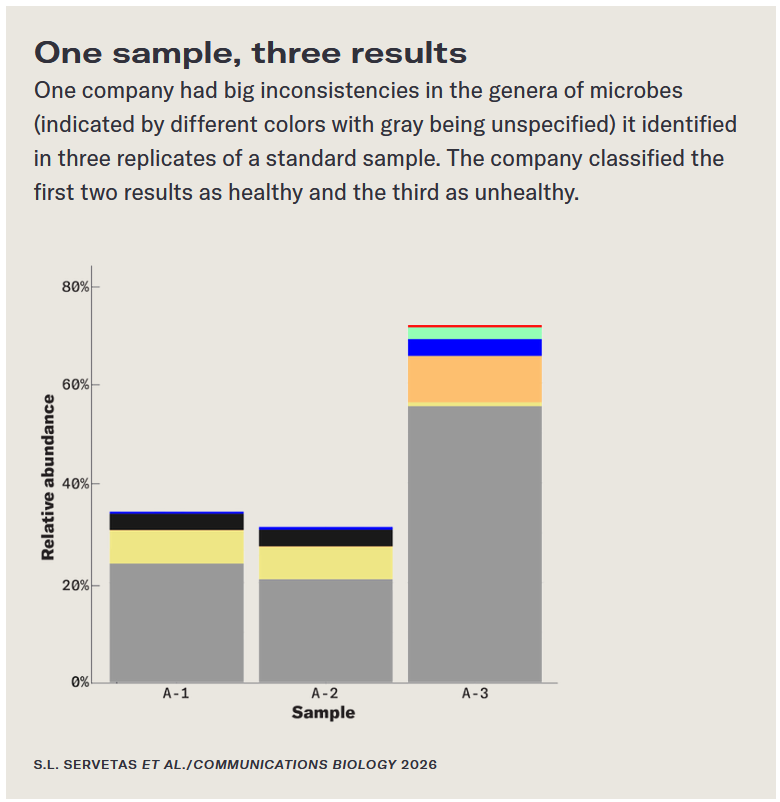 One sample, three results
One company had big inconsistencies in the genera of microbes
(indicated by different colors with gray being unspecified) it identified
in three replicates of a standard sample. The company classified the
first two results as healthy and the third as unhealthy.
80%
60%
40%
20%
0%
Relative abundance
A-1
A-2
A-3
Sample
S.L. SERVETAS ET AL./COMMUNICATIONS BIOLOGY 2026